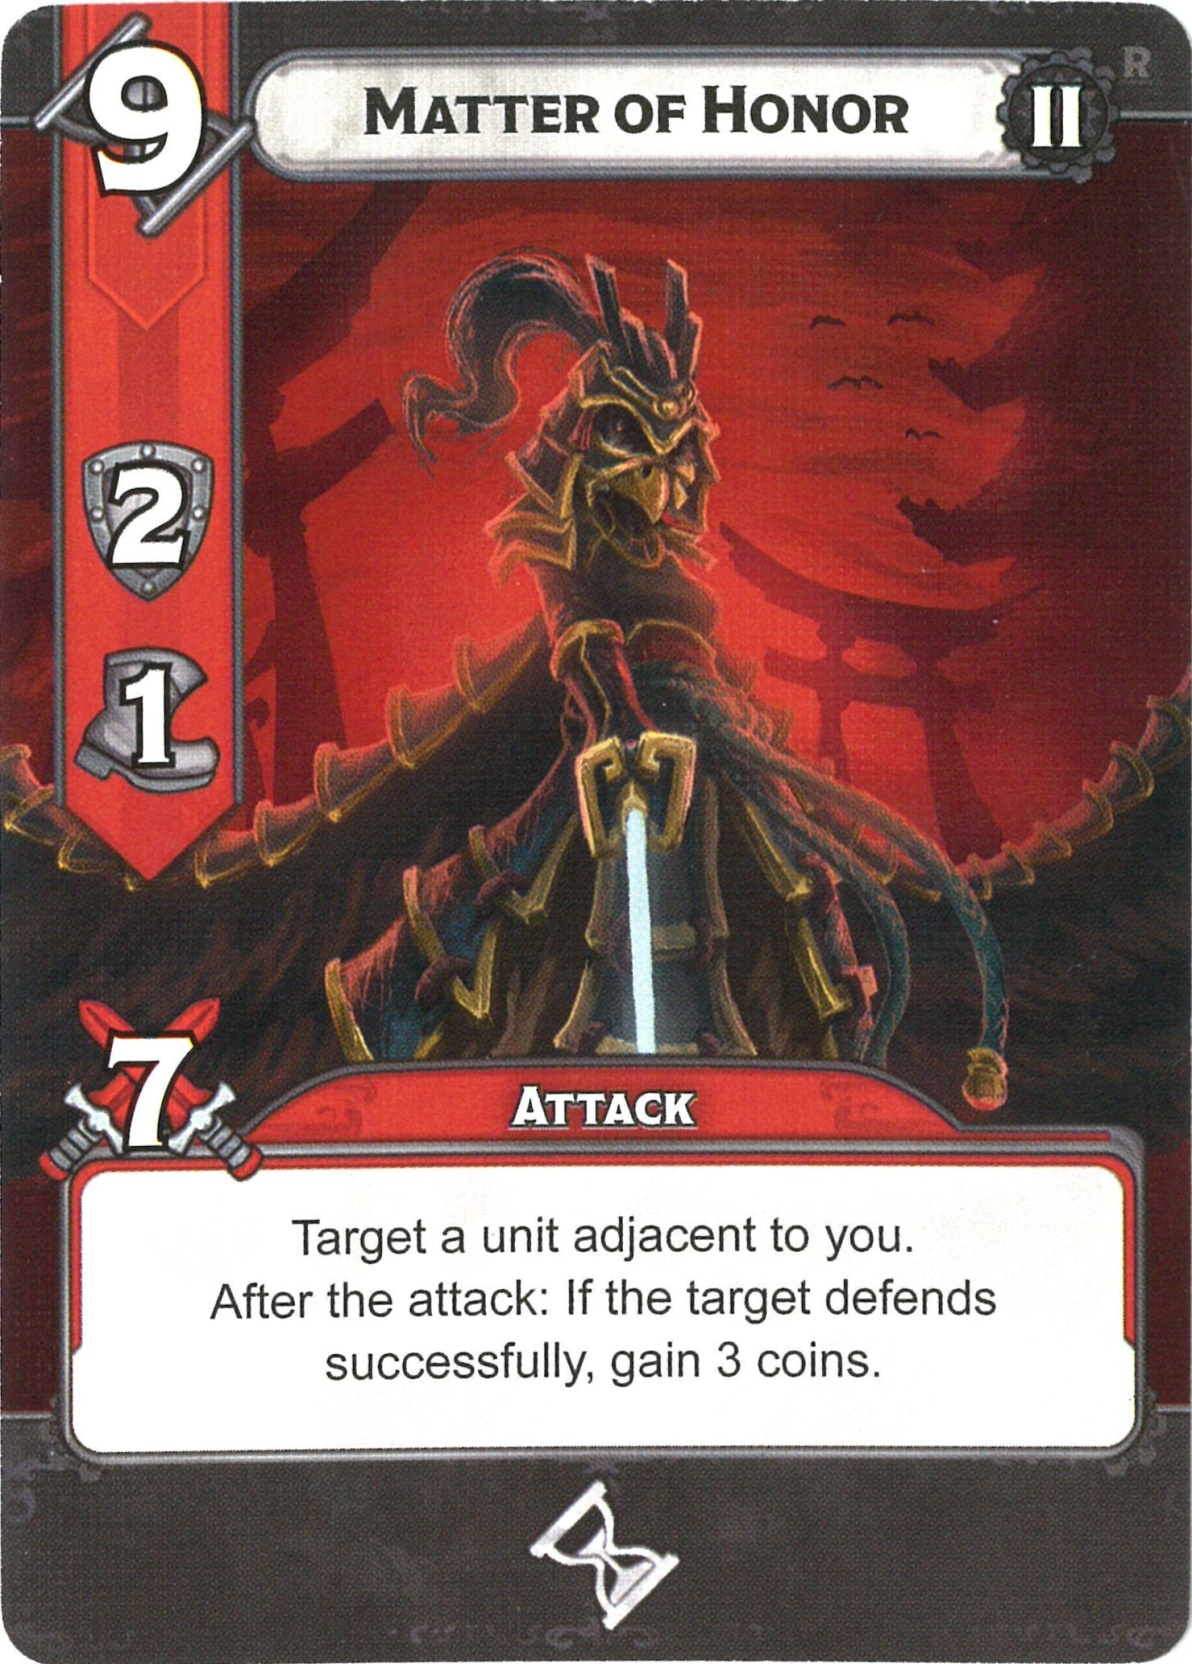 9
MATTER OF HONOR
II
R
2
1
7
ATTACK
Target a unit adjacent to you.
After the attack: If the target defends
successfully, gain 3 coins.